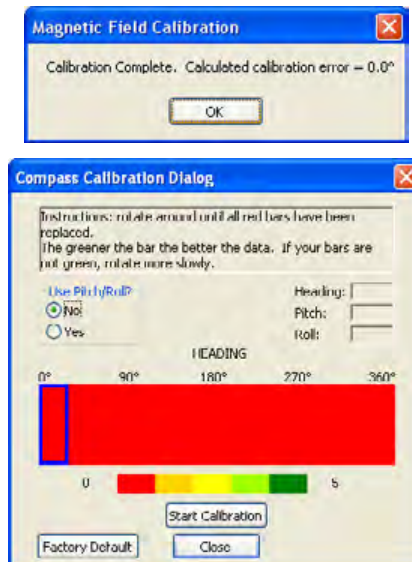 Magnetic Field Calibration
Calibration Complete. Calculated calibration error = 0.0°
OK
Compass Calibration Dialog
Instructions: rotate around until all red bars have been
replaced.
The greener the bar the better the data. If your bars are
not green, rotate more slowly.
Use Pitch/Roll?
No
Yes
Heading:
Pitch:
Roll:
HEADING
0° 90° 180° 270° 360°
0 5
Start Calibration
Factory Default Close